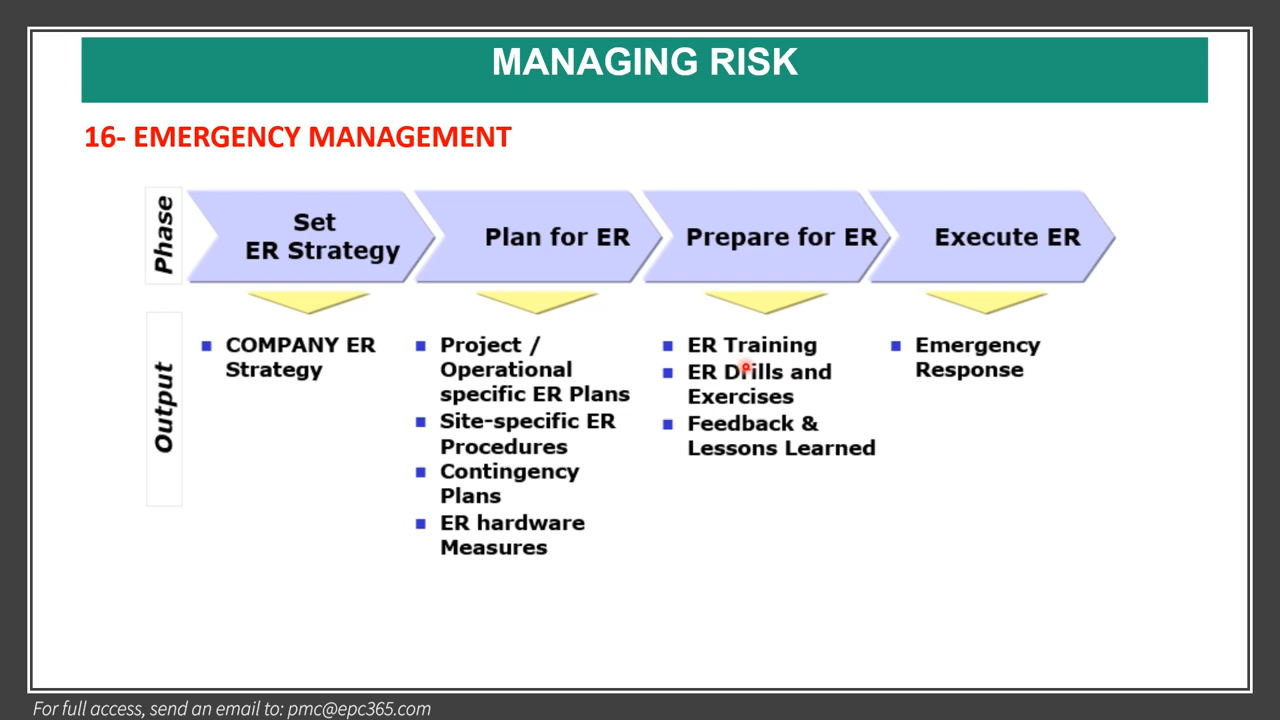 MANAGING RISK
16- EMERGENCY MANAGEMENT
Phase
Set
ER Strategy
Plan for ER
Prepare for ER
Execute ER
Output
COMPANY ER
Strategy
Project /
Operational
specific ER Plans
Site-specific ER
Procedures
Contingency
Plans
ER hardware
Measures
ER Training
ER Drills and
Exercises
Feedback &
Lessons Learned
Emergency
Response
For full access, send an email to: pmc@epc365.com